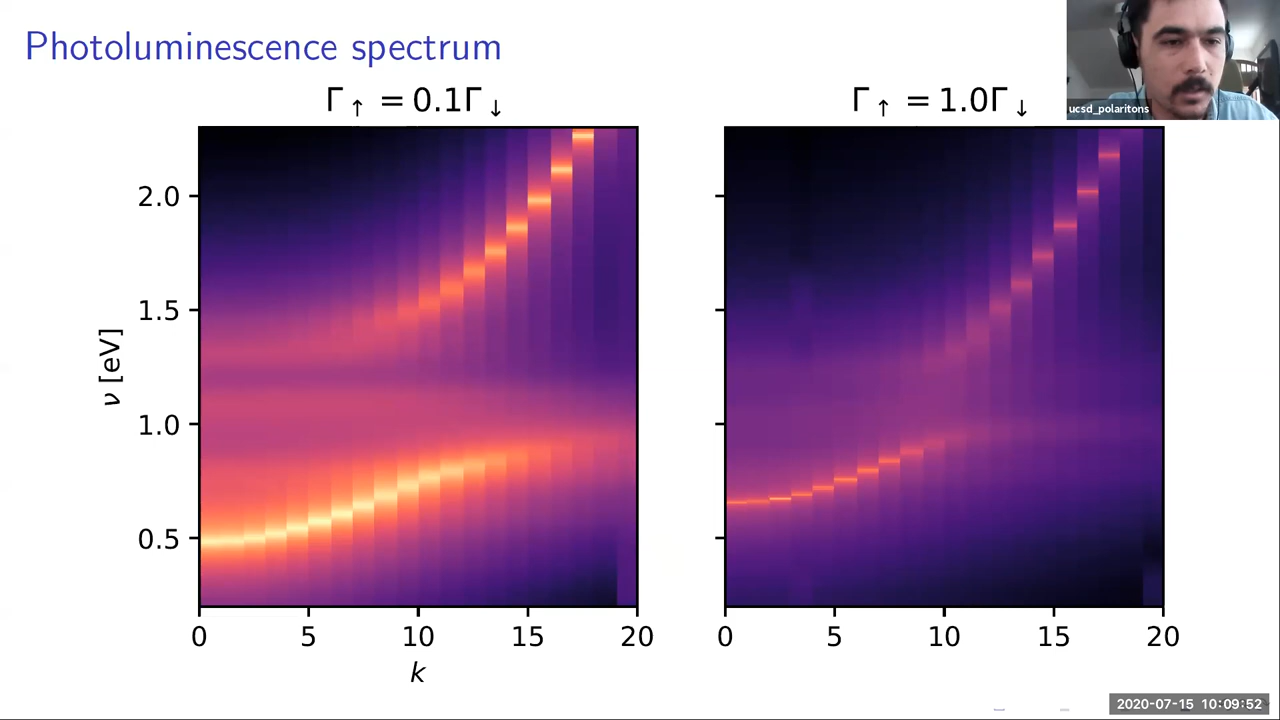 Photoluminescence spectrum
Γ↑ = 0.1Γ↓
Γ↑ = 1.0Γ↓
ucsd_polaritons
2.0
1.5
1.0
0.5
ν [eV]
0 5 10 15 20
0 5 10 15 20
k
2020-07-15 10:09:52